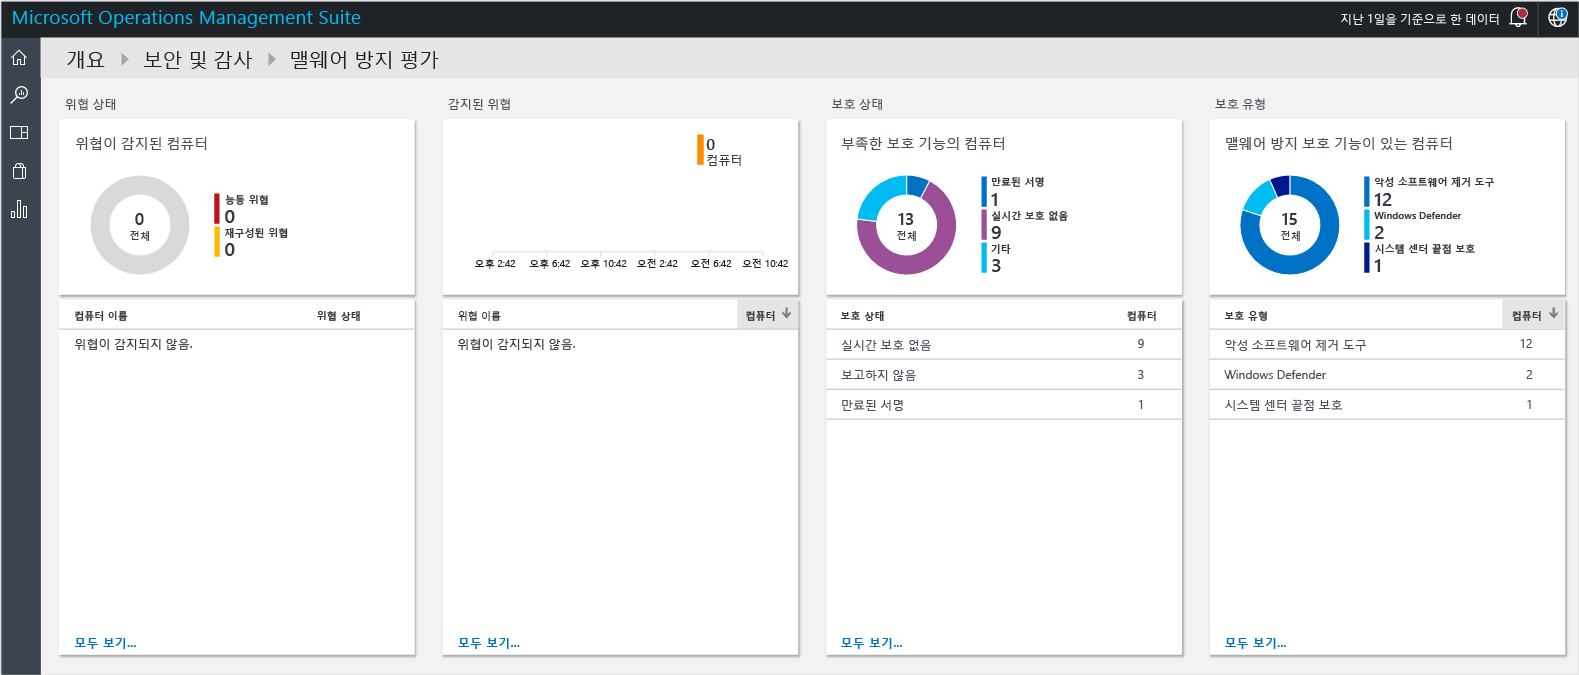 Microsoft Operations Management Suite
지난 1일을 기준으로 한 데이터
개요 보안 및 감사 맬웨어 방지 평가
위협 상태
위협이 감지된 컴퓨터
0
전체
능동 위협
0
재구성된 위협
0
컴퓨터 이름 위협 상태
위협이 감지되지 않음.
모두 보기...
감지된 위협
0
컴퓨터
오후 2:42 오후 6:42 오후 10:42 오전 2:42 오전 6:42 오전 10:42
위협 이름 컴퓨터
위협이 감지되지 않음.
모두 보기...
보호 상태
부족한 보호 기능의 컴퓨터
13
전체
만료된 서명
1
실시간 보호 없음
9
기타
3
보호 상태 컴퓨터
실시간 보호 없음 9
보고하지 않음 3
만료된 서명 1
모두 보기...
보호 유형
맬웨어 방지 보호 기능이 있는 컴퓨터
15
전체
악성 소프트웨어 제거 도구
12
Windows Defender
2
시스템 센터 끝점 보호
1
보호 유형 컴퓨터
악성 소프트웨어 제거 도구 12
Windows Defender 2
시스템 센터 끝점 보호 1
모두 보기...